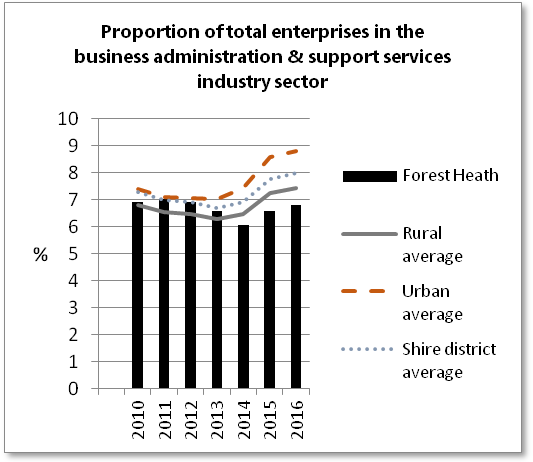 Proportion of total enterprises in the
business administration & support services
industry sector
10
9
8
7
6
5
4
3
2
1
0
%
2010
2011
2012
2013
2014
2015
2016
Forest Heath
Rural
average
Urban
average
Shire district
average